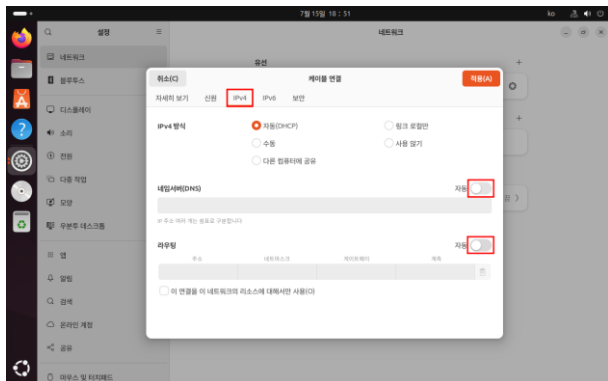 7월 15일 18 : 51
ko
설정
네트워크
네트워크
블루투스
디스플레이
소리
전원
다중 작업
모양
우분투 데스크톱
앱
알림
검색
온라인 계정
공유
마우스 및 터치패드
유선
취소(C)
케이블 연결
적용(A)
자세히 보기
신원
IPv4
IPv6
보안
IPv4 방식
자동(DHCP)
링크 로컬만
수동
사용 않기
다른 컴퓨터에 공유
네임서버(DNS)
자동
IP 주소 여러 개는 쉼표로 구분합니다
라우팅
자동
주소
네트마스크
게이트웨이
메트릭
이 연결을 이 네트워크의 리소스에 대해서만 사용(O)